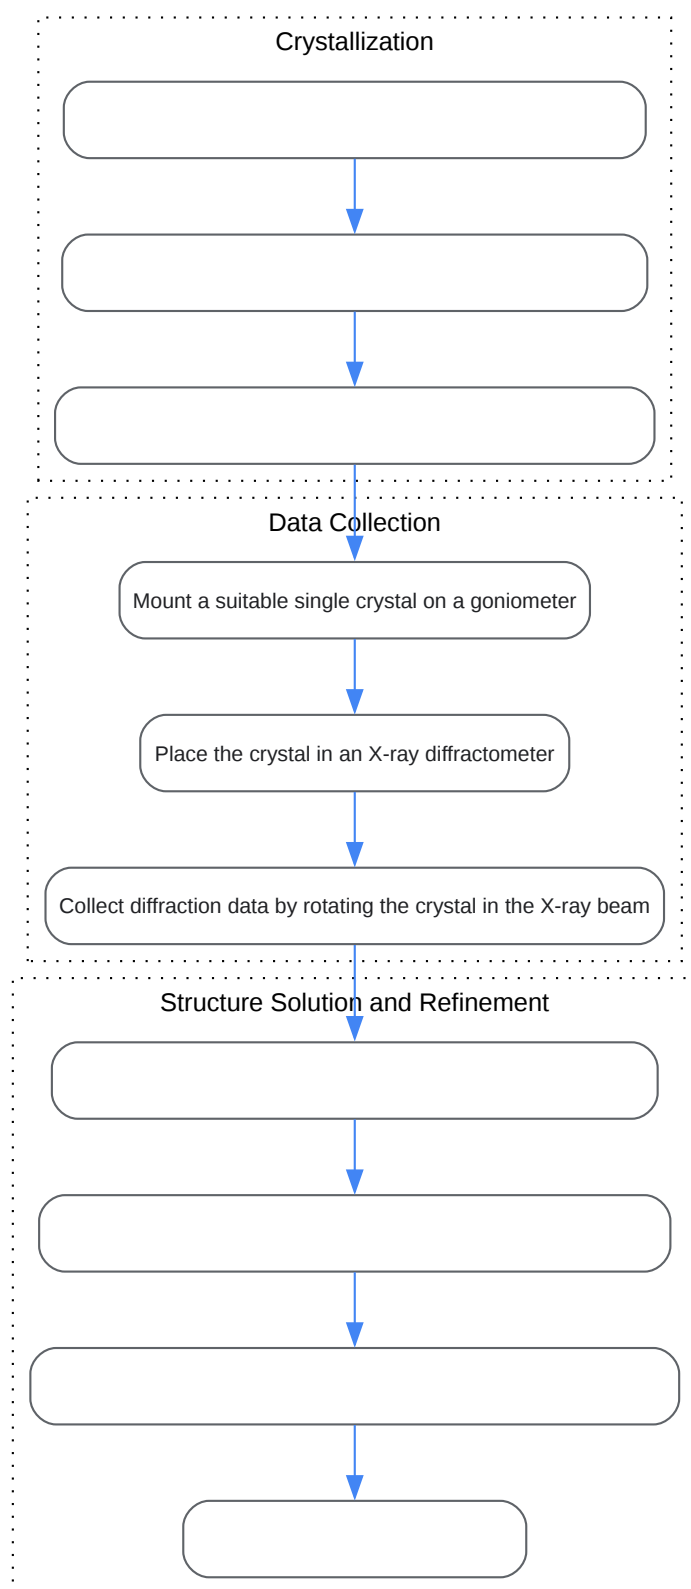 Crystallization
Data Collection
Mount a suitable single crystal on a goniometer
Place the crystal in an X-ray diffractometer
Collect diffraction data by rotating the crystal in the X-ray beam
Structure Solution and Refinement